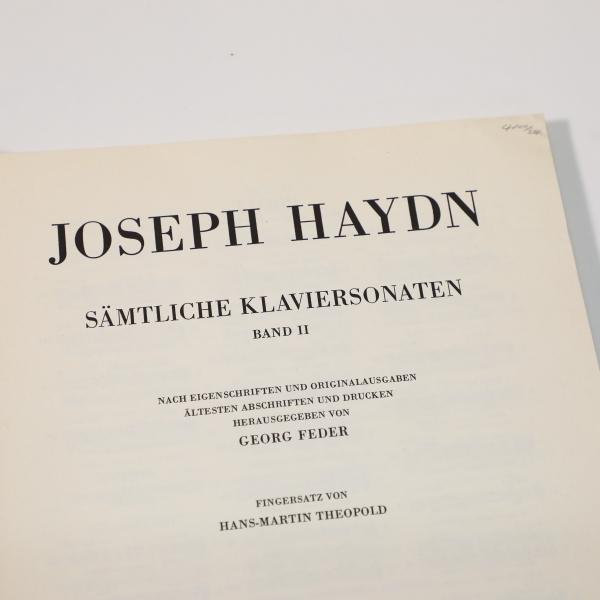 JOSEPH HAYDN
SÄMTLICHE KLAVIERSONATEN
BAND II
NACH EIGENSCHRIFTEN UND ORIGINALAUSGABEN
ÄLTESTEN ABSCHRIFTEN UND DRUCKEN
HERAUSGEGEBEN VON
GEORG FEDER
FINGERSATZ VON
HANS-MARTIN THEOPOLD